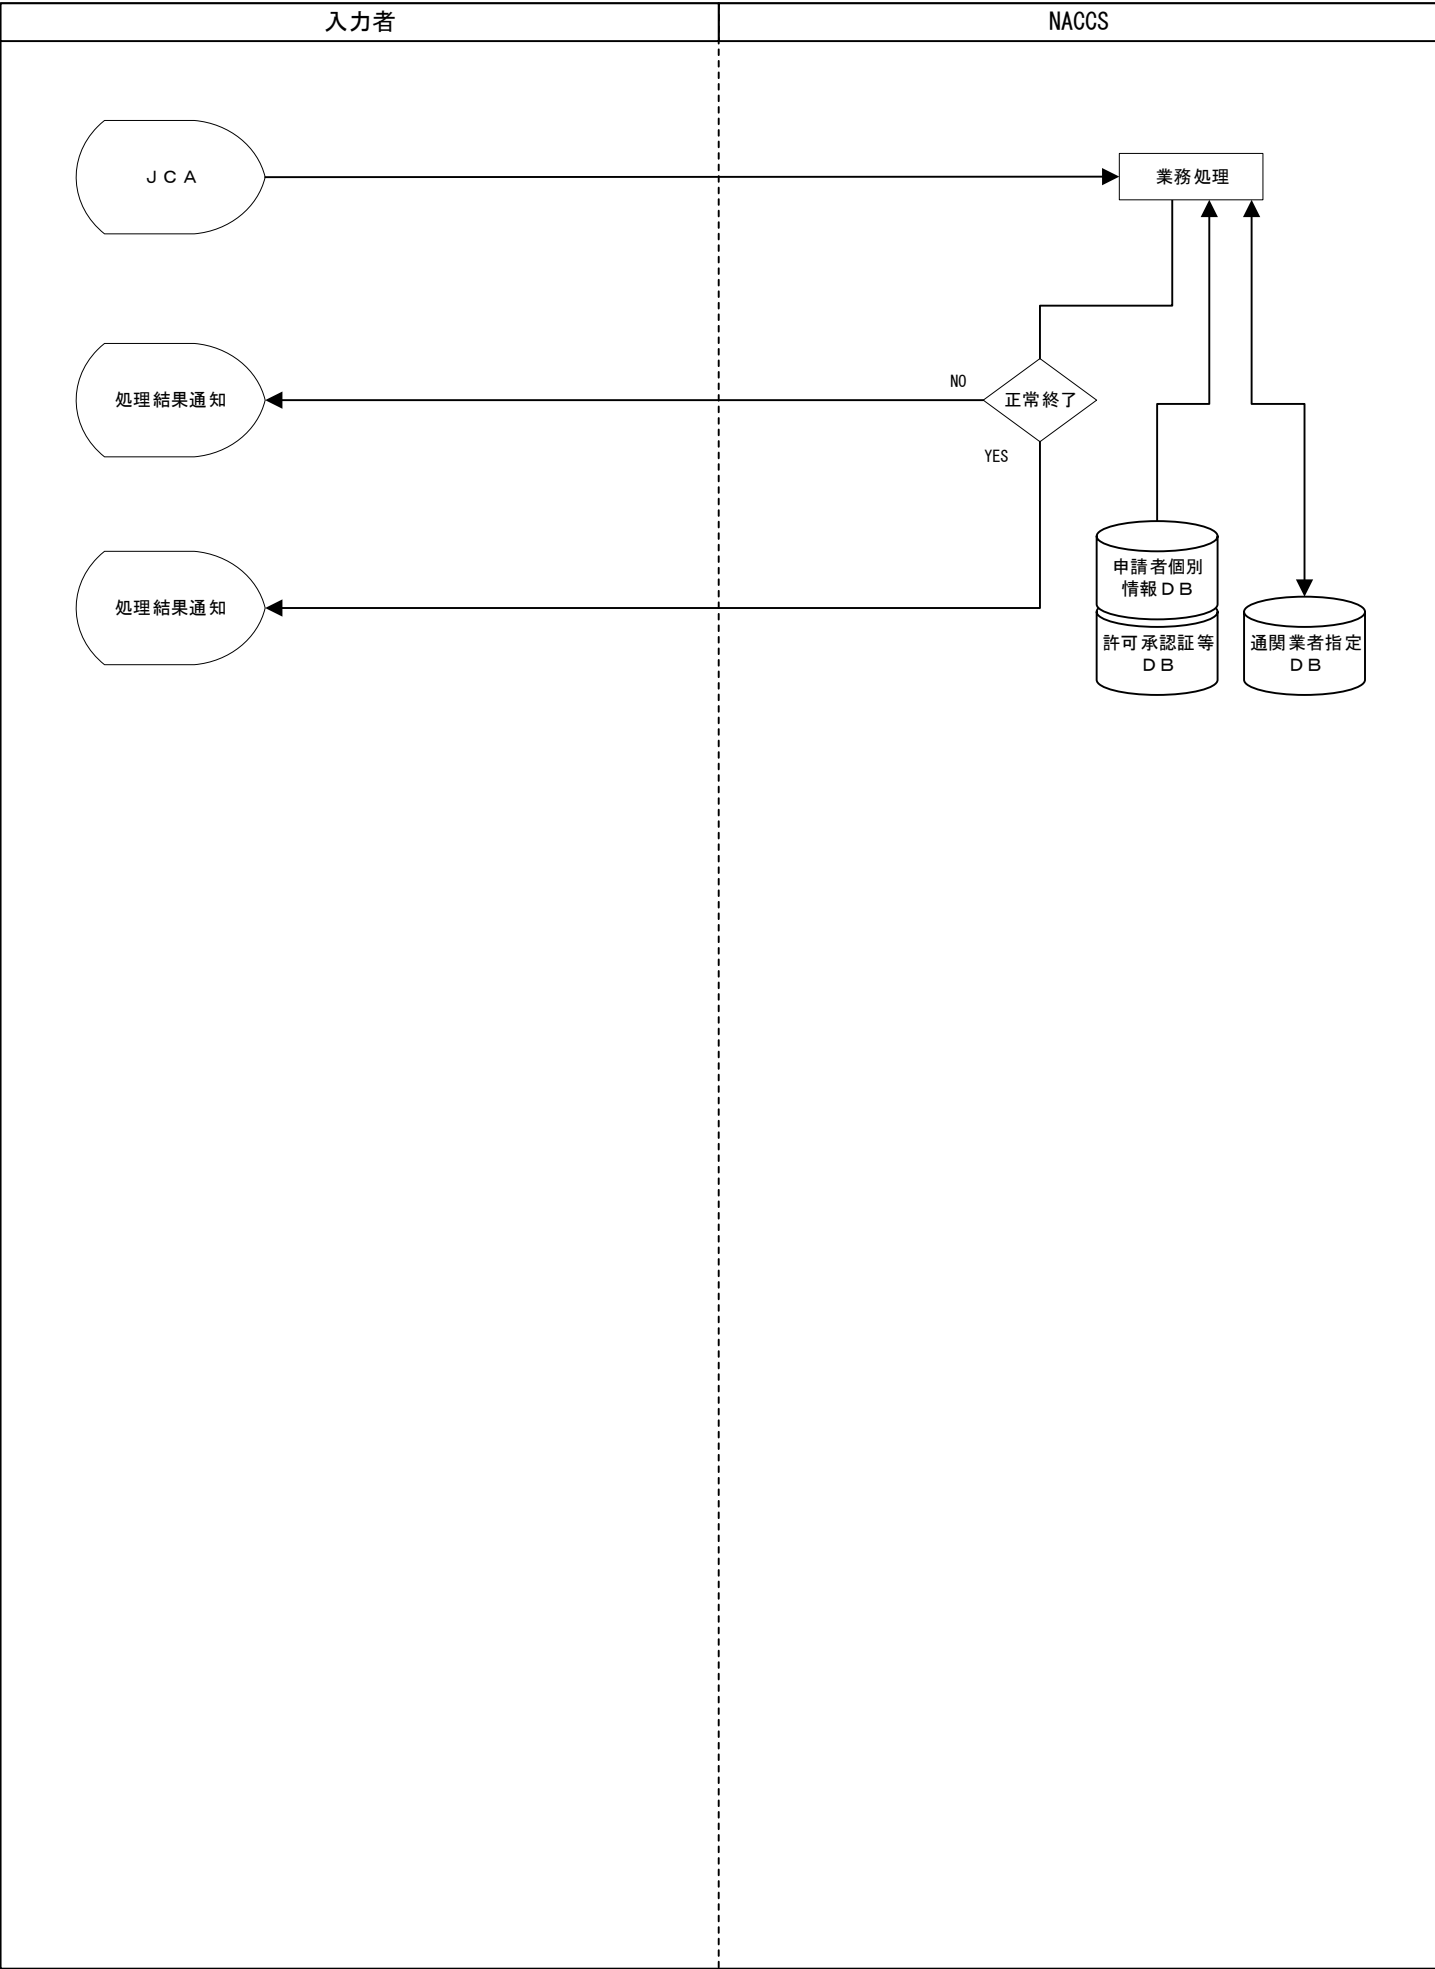 入力者
NACCS
ＪＣＡ
業務処理
処理結果通知
NO
正常終了
YES
申請者個別
情報ＤＢ
処理結果通知
許可承認証等
ＤＢ
通関業者指定
ＤＢ